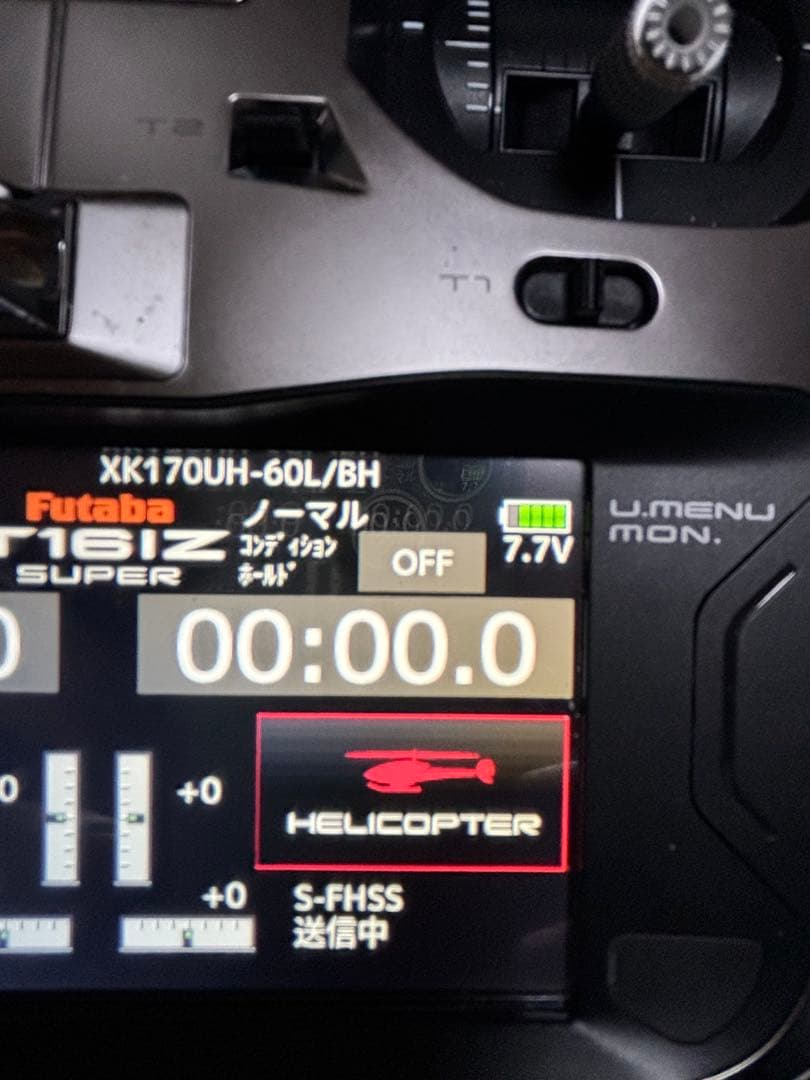 T2
T1
XK170UH-60L/BH
Futaba
ノーマル
T16IZ
SUPER
コンディション
ホールド
OFF
7.7V
U.MENU
MON.
0
00:00.0
0
+0
HELICOPTER
+0
S-FHSS
送信中